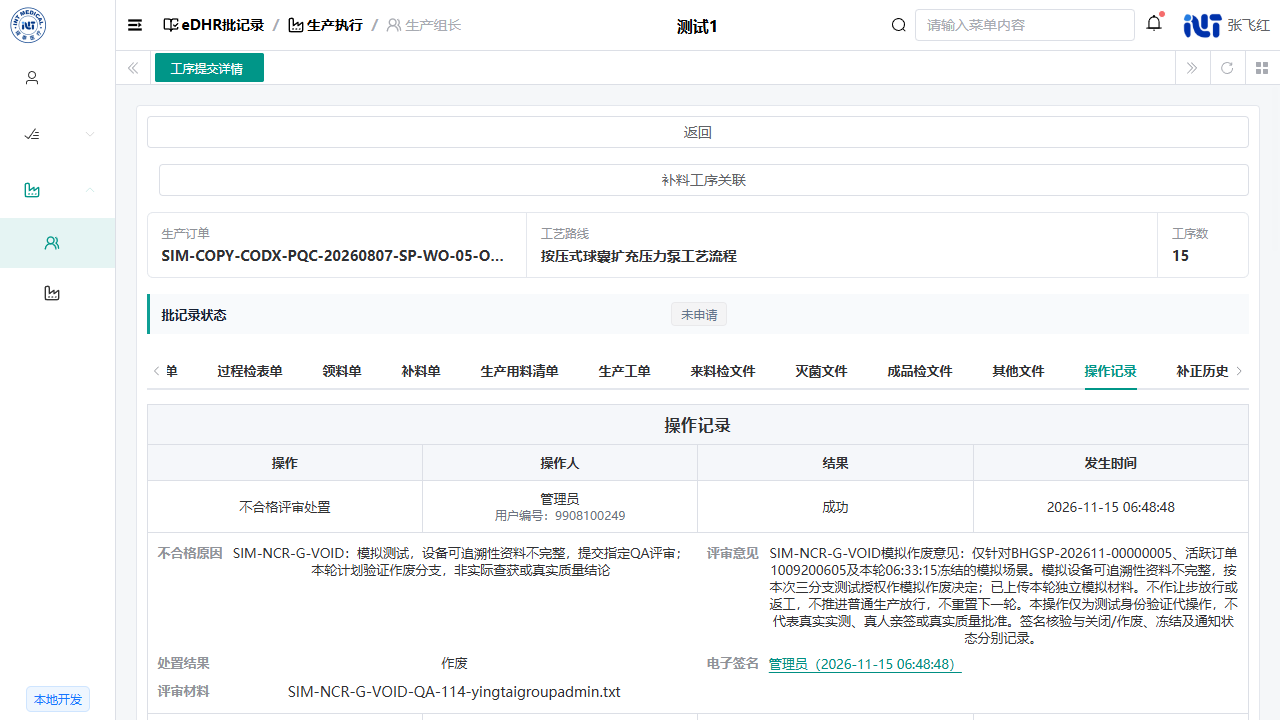 eDHR批记录 / 生产执行 / 生产组长
测试1
请输入菜单内容
张飞红
工序提交详情
返回
补料工序关联
生产订单
SIM-COPY-CODX-PQC-20260807-SP-WO-05-O...
工艺路线
按压式球囊扩充压力泵工艺流程
工序数
15
批记录状态
未申请
单 过程检表单 领料单 补料单 生产用料清单 生产工单 来料检文件 灭菌文件 成品检文件 其他文件 操作记录 补正历史
操作记录
操作 操作人 结果 发生时间
不合格评审处置
管理员
用户编号：9908100249
成功
2026-11-15 06:48:48
不合格原因
SIM-NCR-G-VOID：模拟测试，设备可追溯性资料不完整，提交指定QA评审；
本轮计划验证作废分支，非实际查获或真实质量结论
评审意见
SIM-NCR-G-VOID模拟作废意见：仅针对BHGSP-202611-00000005、活跃订单
1009200605及本轮06:33:15冻结的模拟场景。模拟设备可追溯性资料不完整，按
本次三分支测试授权作模拟作废决定；已上传本轮独立模拟材料。不作让步放行或
返工，不推进普通生产放行，不重置下一轮。本操作仅为测试身份验证代操作，不
代表真实实测、真人亲签或真实质量批准。签名核验与关闭/作废、冻结及通知状
态分别记录。
处置结果
作废
电子签名
管理员（2026-11-15 06:48:48）
评审材料
SIM-NCR-G-VOID-QA-114-yingtaigroupadmin.txt
本地开发